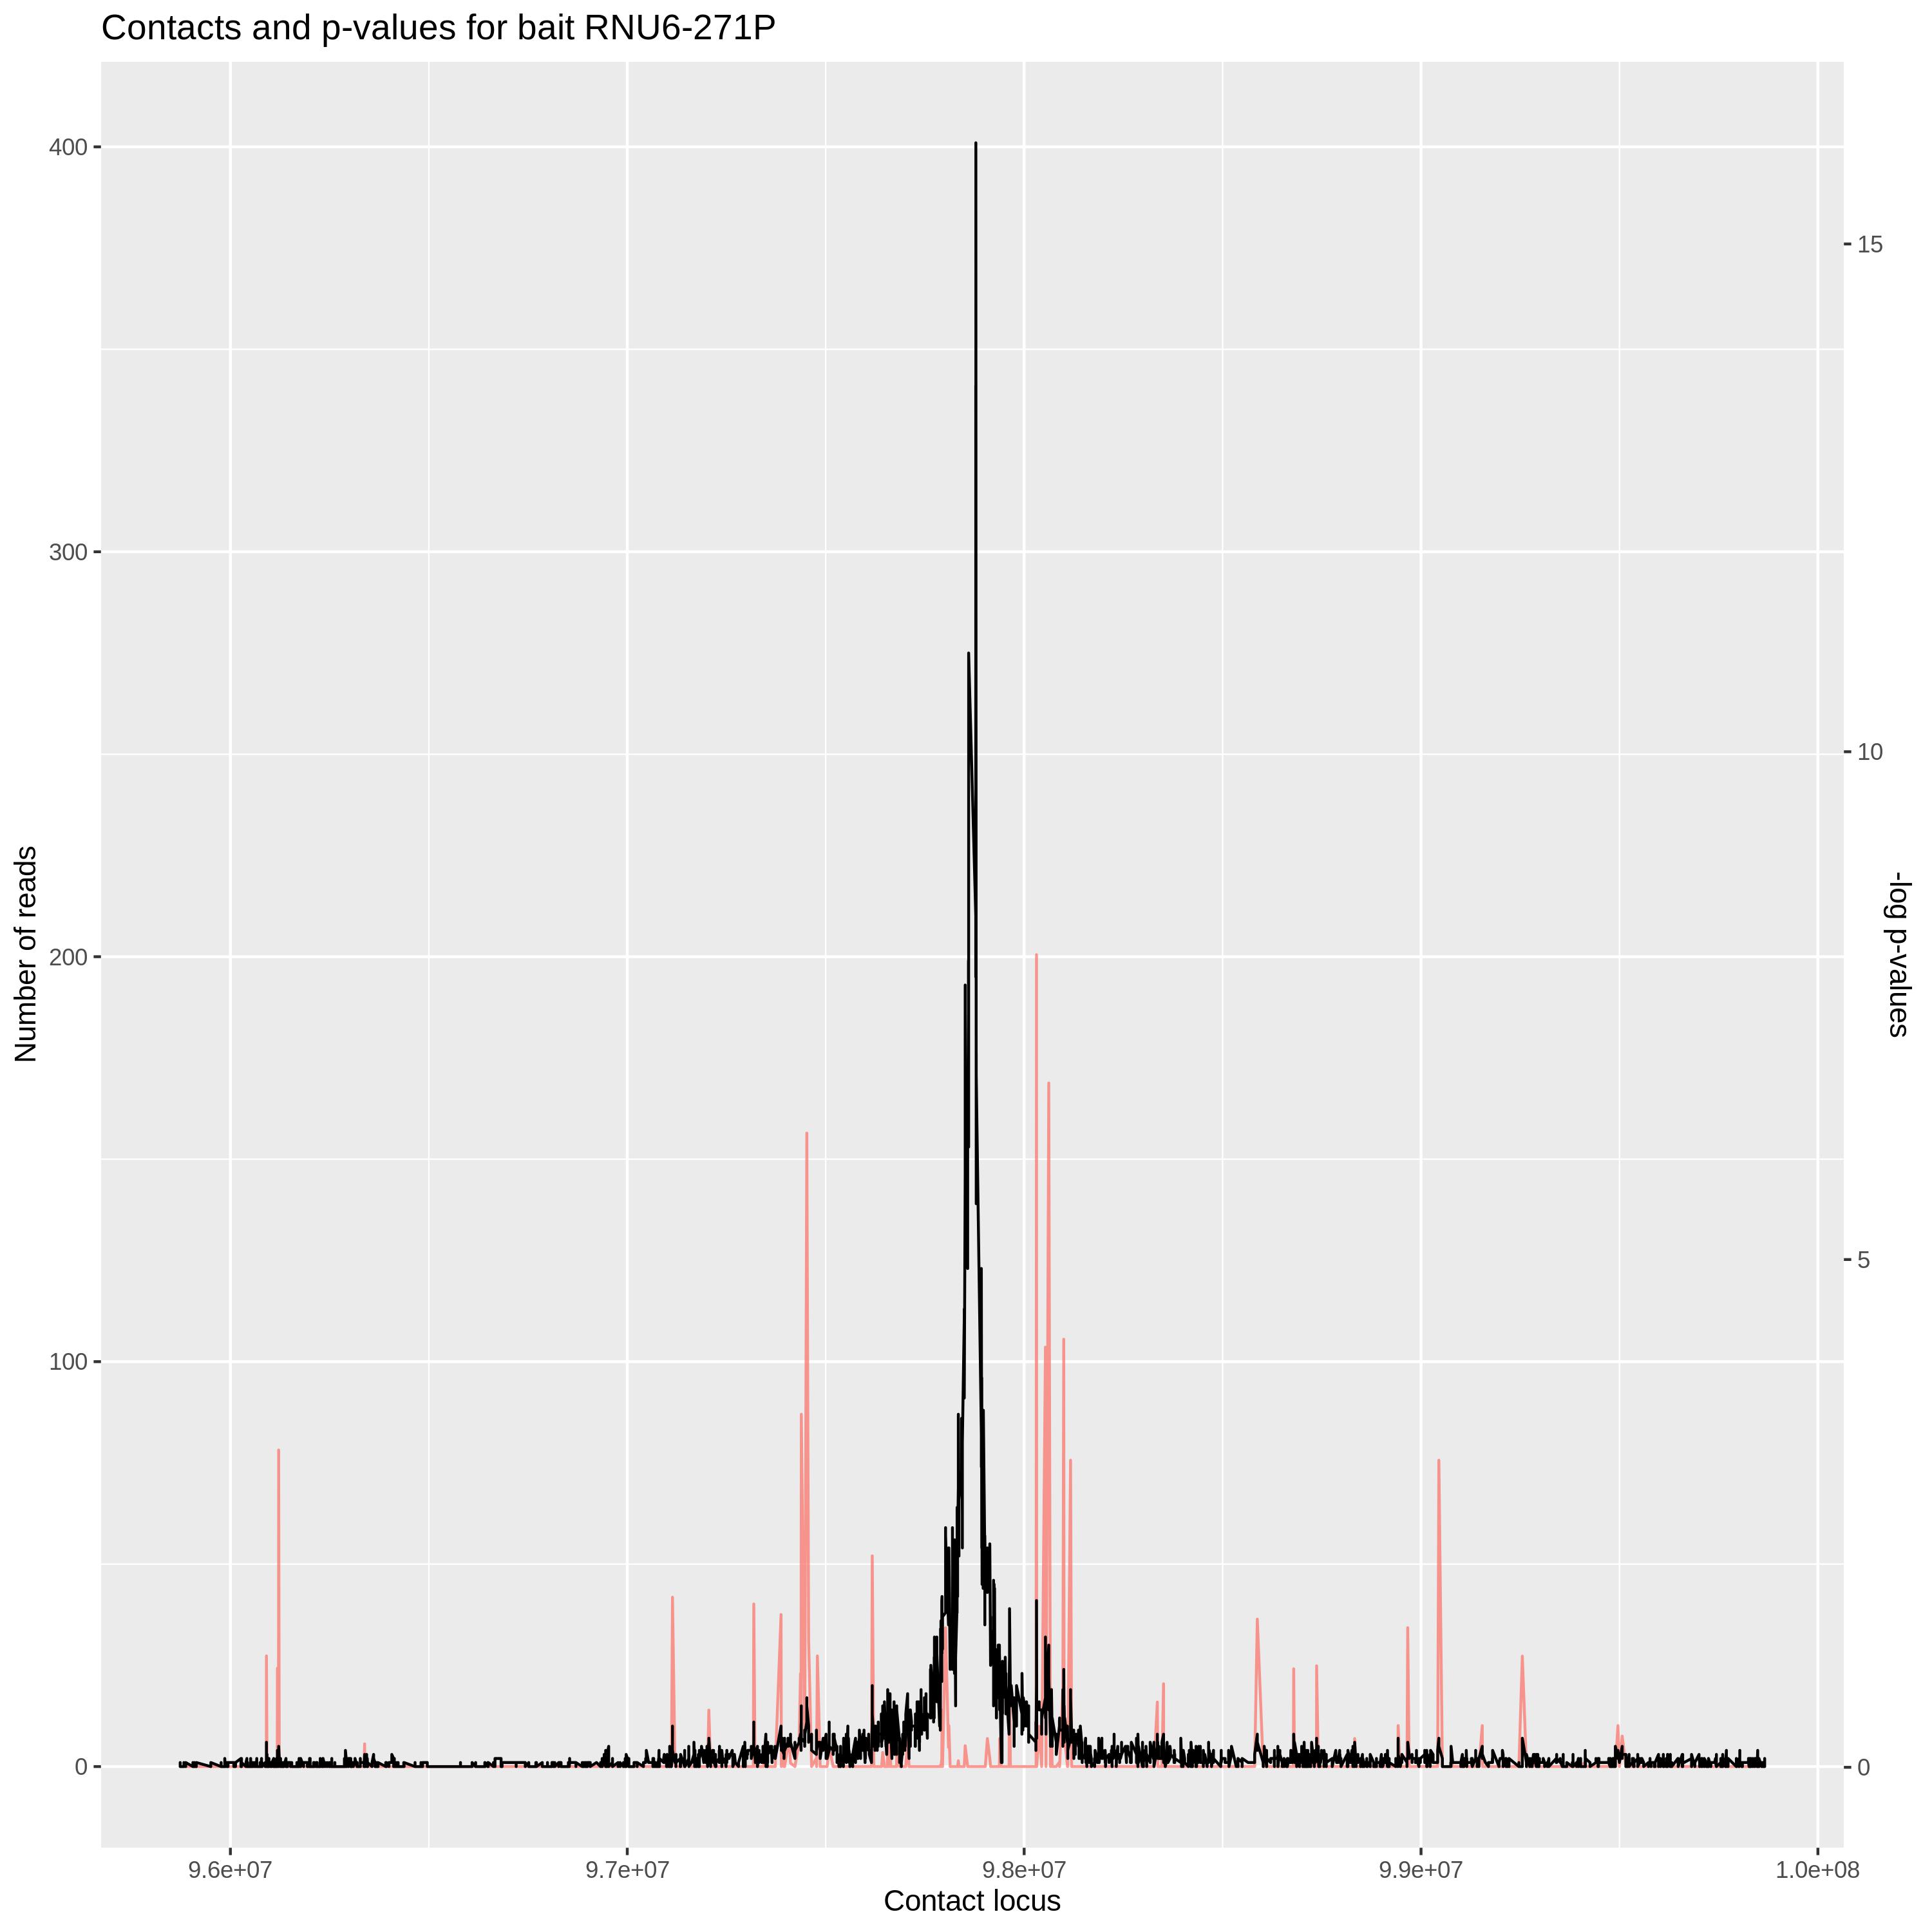 Contacts and p-values for bait RNU6-271P
400
300
200
100
0
Number of reads
15
10
5
0
-log p-values
9.6e+07
9.7e+07
9.8e+07
9.9e+07
1.0e+08
Contact locus